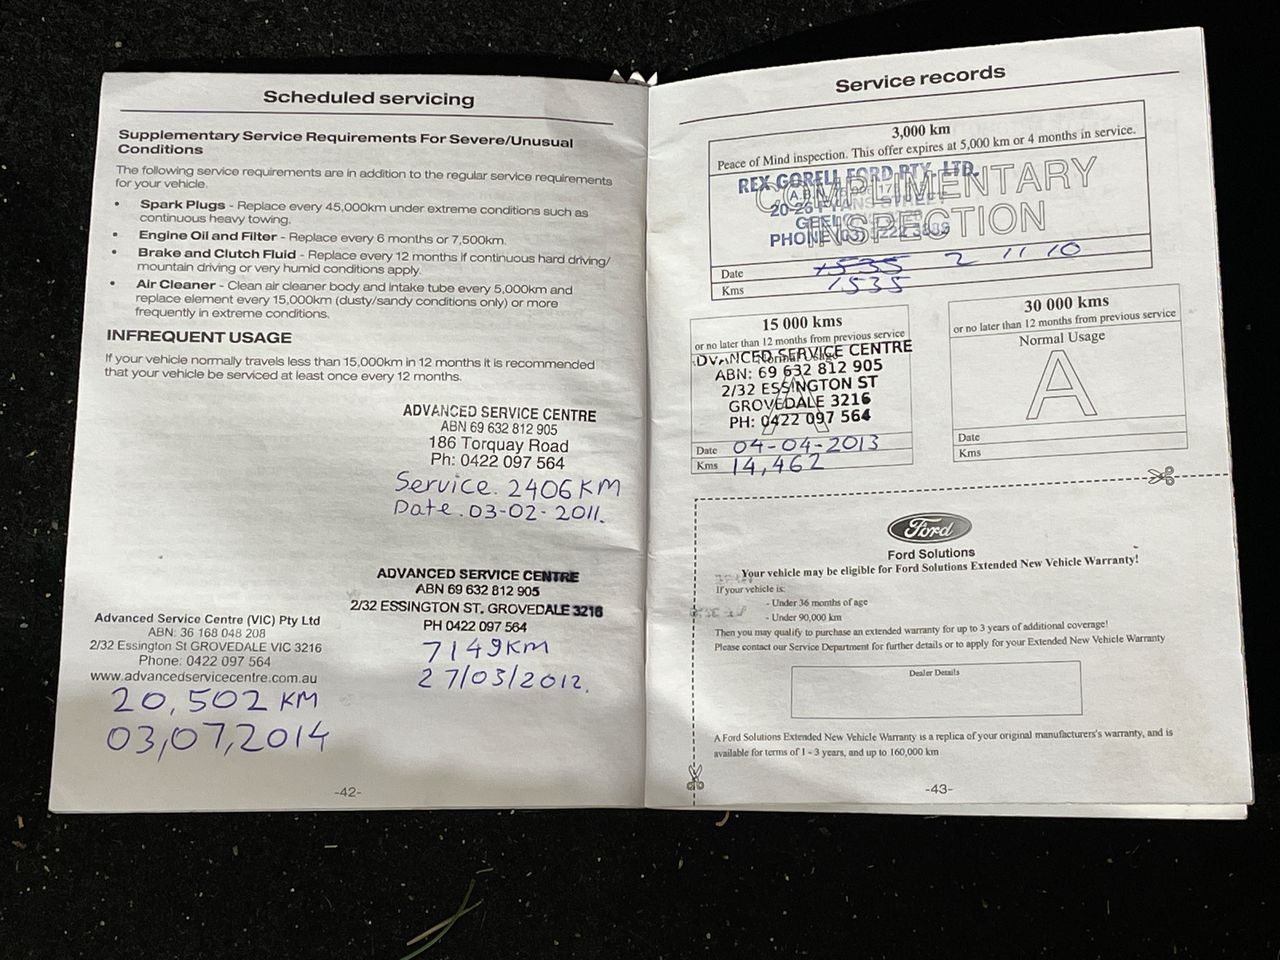 Scheduled servicing
Supplementary Service Requirements For Severe/Unusual
Conditions
The following service requirements are in addition to the regular service requirements
for your vehicle.
• Spark Plugs - Replace every 45,000km under extreme conditions such as
continuous heavy towing.
• Engine Oil and Filter - Replace every 6 months or 7,500km.
• Brake and Clutch Fluid - Replace every 12 months if continuous hard driving/
mountain driving or very humid conditions apply.
• Air Cleaner - Clean air cleaner body and intake tube every 5,000km and
replace element every 15,000km (dusty/sandy conditions only) or more
frequently in extreme conditions.
INFREQUENT USAGE
If your vehicle normally travels less than 15,000km in 12 months it is recommended
that your vehicle be serviced at least once every 12 months.
ADVANCED SERVICE CENTRE
ABN 69 632 812 905
186 Torquay Road
Ph: 0422 097 564
Service. 2406 KM
Date. 03-02-2011.
ADVANCED SERVICE CENTRE
ABN 69 632 812 905
2/32 ESSINGTON ST, GROVEDALE 3216
PH 0422 097 564
7149KM
27/03/2012.
Advanced Service Centre (VIC) Pty Ltd
ABN: 36 168 048 208
2/32 Essington St GROVEDALE VIC 3216
Phone: 0422 097 564
www.advancedservicecentre.com.au
20,502 KM
03,07,2014
-42-
Service records
3,000 km
Peace of Mind inspection. This offer expires at 5,000 km or 4 months in service.
COMPLIMENTARY
INSPECTION
REX GORELL FORD PTY. LTD.
A.B.N.
20-26
PHONE
Date 1535 2 11 10
Kms 1535
15 000 kms
or no later than 12 months from previous service
Normal Usage
A
ADVANCED SERVICE CENTRE
ABN: 69 632 812 905
2/32 ESSINGTON ST
GROVEDALE 3216
PH: 0422 097 564
Date 04-04-2013
Kms 14,462
30 000 kms
or no later than 12 months from previous service
Normal Usage
A
Date
Kms
Ford
Ford Solutions
Your vehicle may be eligible for Ford Solutions Extended New Vehicle Warranty!
If your vehicle is:
- Under 36 months of age
- Under 90,000 km
Then you may qualify to purchase an extended warranty for up to 3 years of additional coverage!
Please contact our Service Department for further details or to apply for your Extended New Vehicle Warranty
Dealer Details
A Ford Solutions Extended New Vehicle Warranty is a replica of your original manufacturers's warranty, and is
available for terms of 1 - 3 years, and up to 160,000 km
-43-